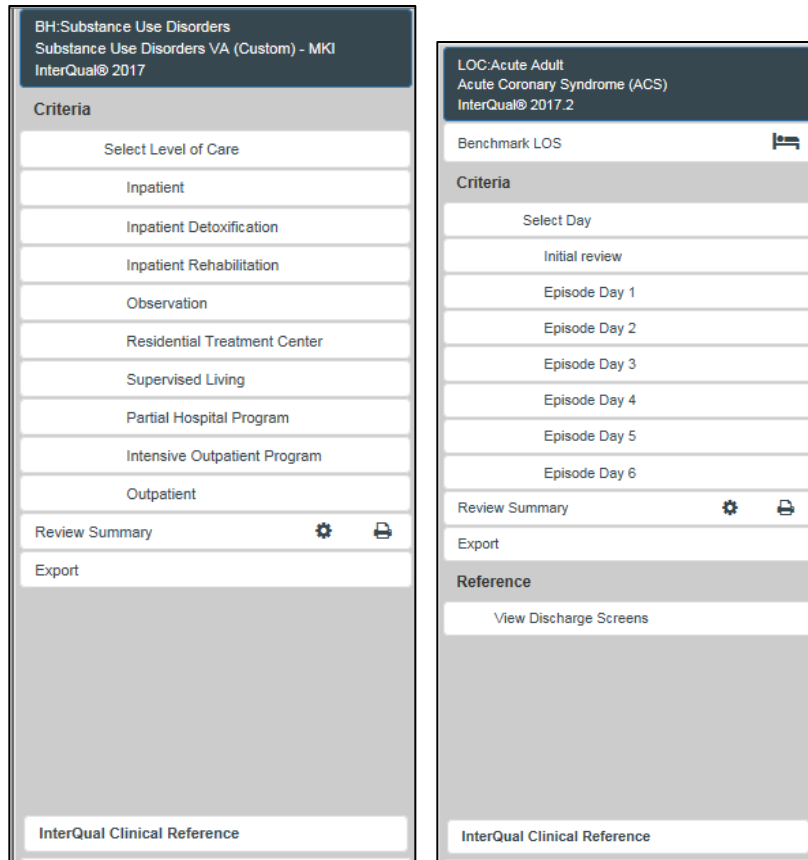 BH:Substance Use Disorders
Substance Use Disorders VA (Custom) - MKI
InterQual® 2017
Criteria
Select Level of Care
Inpatient
Inpatient Detoxification
Inpatient Rehabilitation
Observation
Residential Treatment Center
Supervised Living
Partial Hospital Program
Intensive Outpatient Program
Outpatient
Review Summary
Export
InterQual Clinical Reference
LOC:Acute Adult
Acute Coronary Syndrome (ACS)
InterQual® 2017.2
Benchmark LOS
Criteria
Select Day
Initial review
Episode Day 1
Episode Day 2
Episode Day 3
Episode Day 4
Episode Day 5
Episode Day 6
Review Summary
Export
Reference
View Discharge Screens
InterQual Clinical Reference